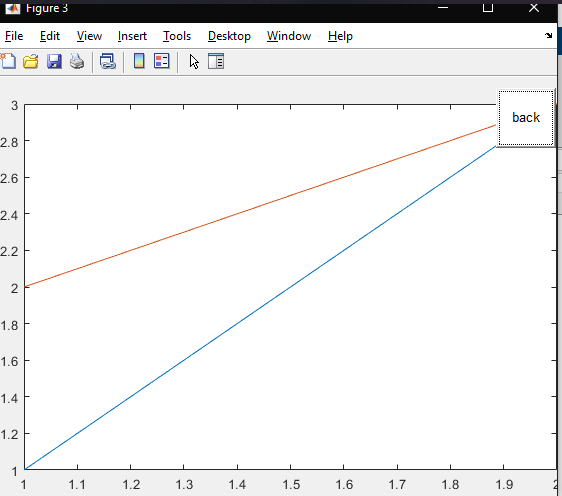 Figure 3
File Edit View Insert Tools Desktop Window Help
back
3
2.8
2.6
2.4
2.2
2
1.8
1.6
1.4
1.2
1
1 1.1 1.2 1.3 1.4 1.5 1.6 1.7 1.8 1.9 2